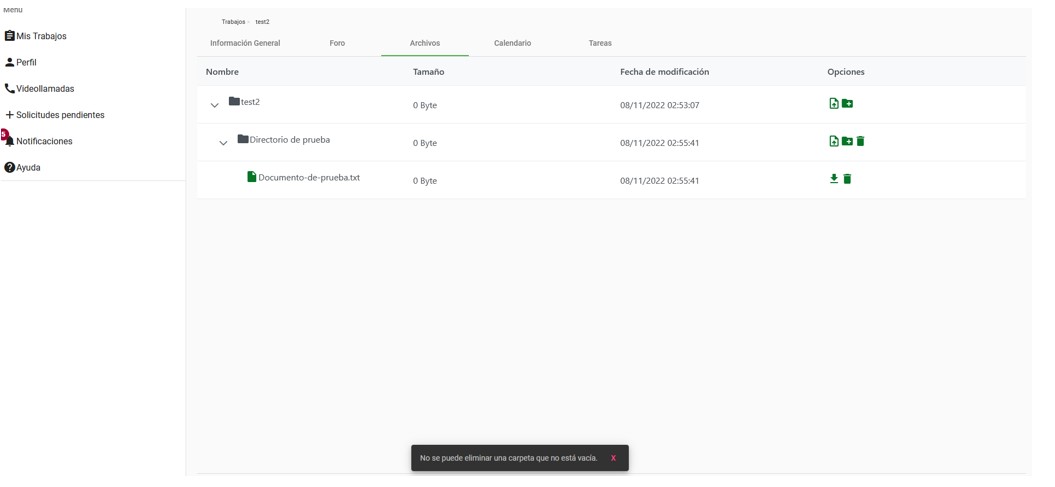 Menú
Mis Trabajos
Perfil
Videollamadas
Solicitudes pendientes
5
Notificaciones
Ayuda
Trabajos test2
Información General Foro Archivos Calendario Tareas
Nombre Tamaño Fecha de modificación Opciones
test2 0 Byte 08/11/2022 02:53:07
Directorio de prueba 0 Byte 08/11/2022 02:55:41
Documento-de-prueba.txt 0 Byte 08/11/2022 02:55:41
No se puede eliminar una carpeta que no está vacía. X